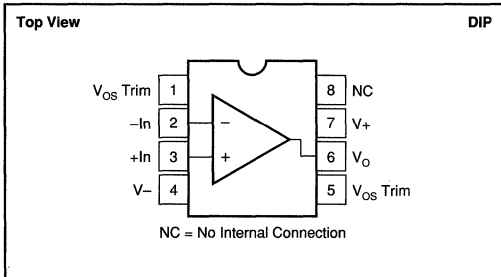 Top View DIP
V_OS Trim 1 8 NC
−In 2 − 7 V+
+In 3 + 6 V_O
V− 4 5 V_OS Trim
NC = No Internal Connection